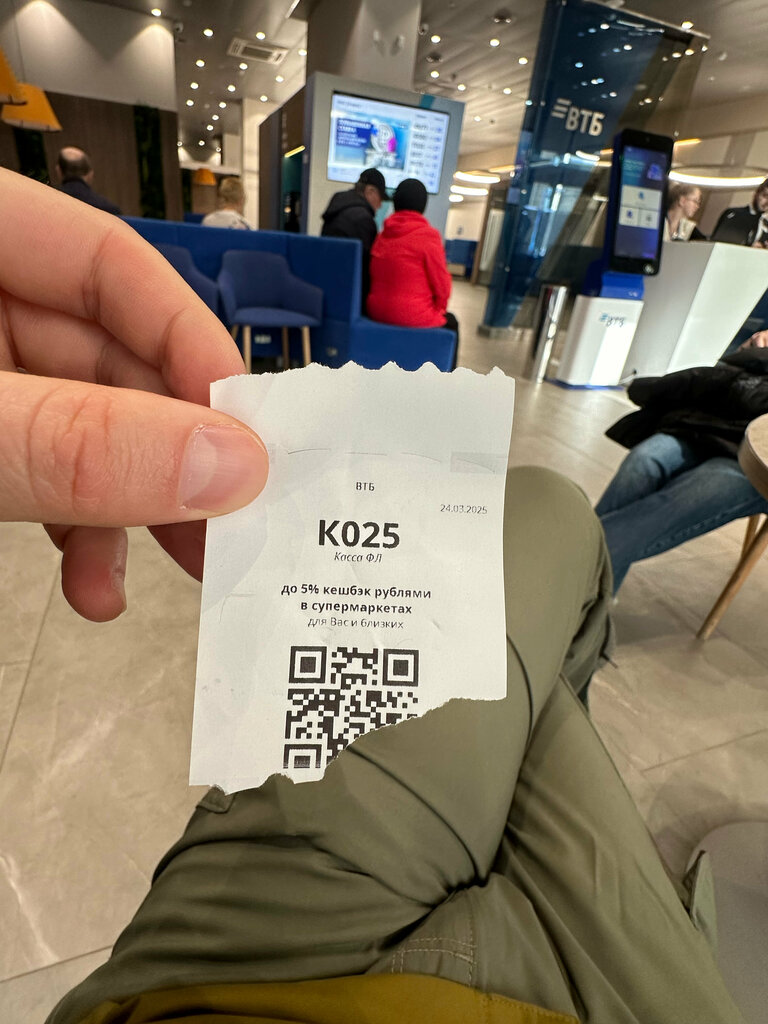 ВТБ
ВТБ
24.03.2025
К025
Касса ФЛ
до 5% кешбэк рублями
в супермаркетах
для Вас и близких